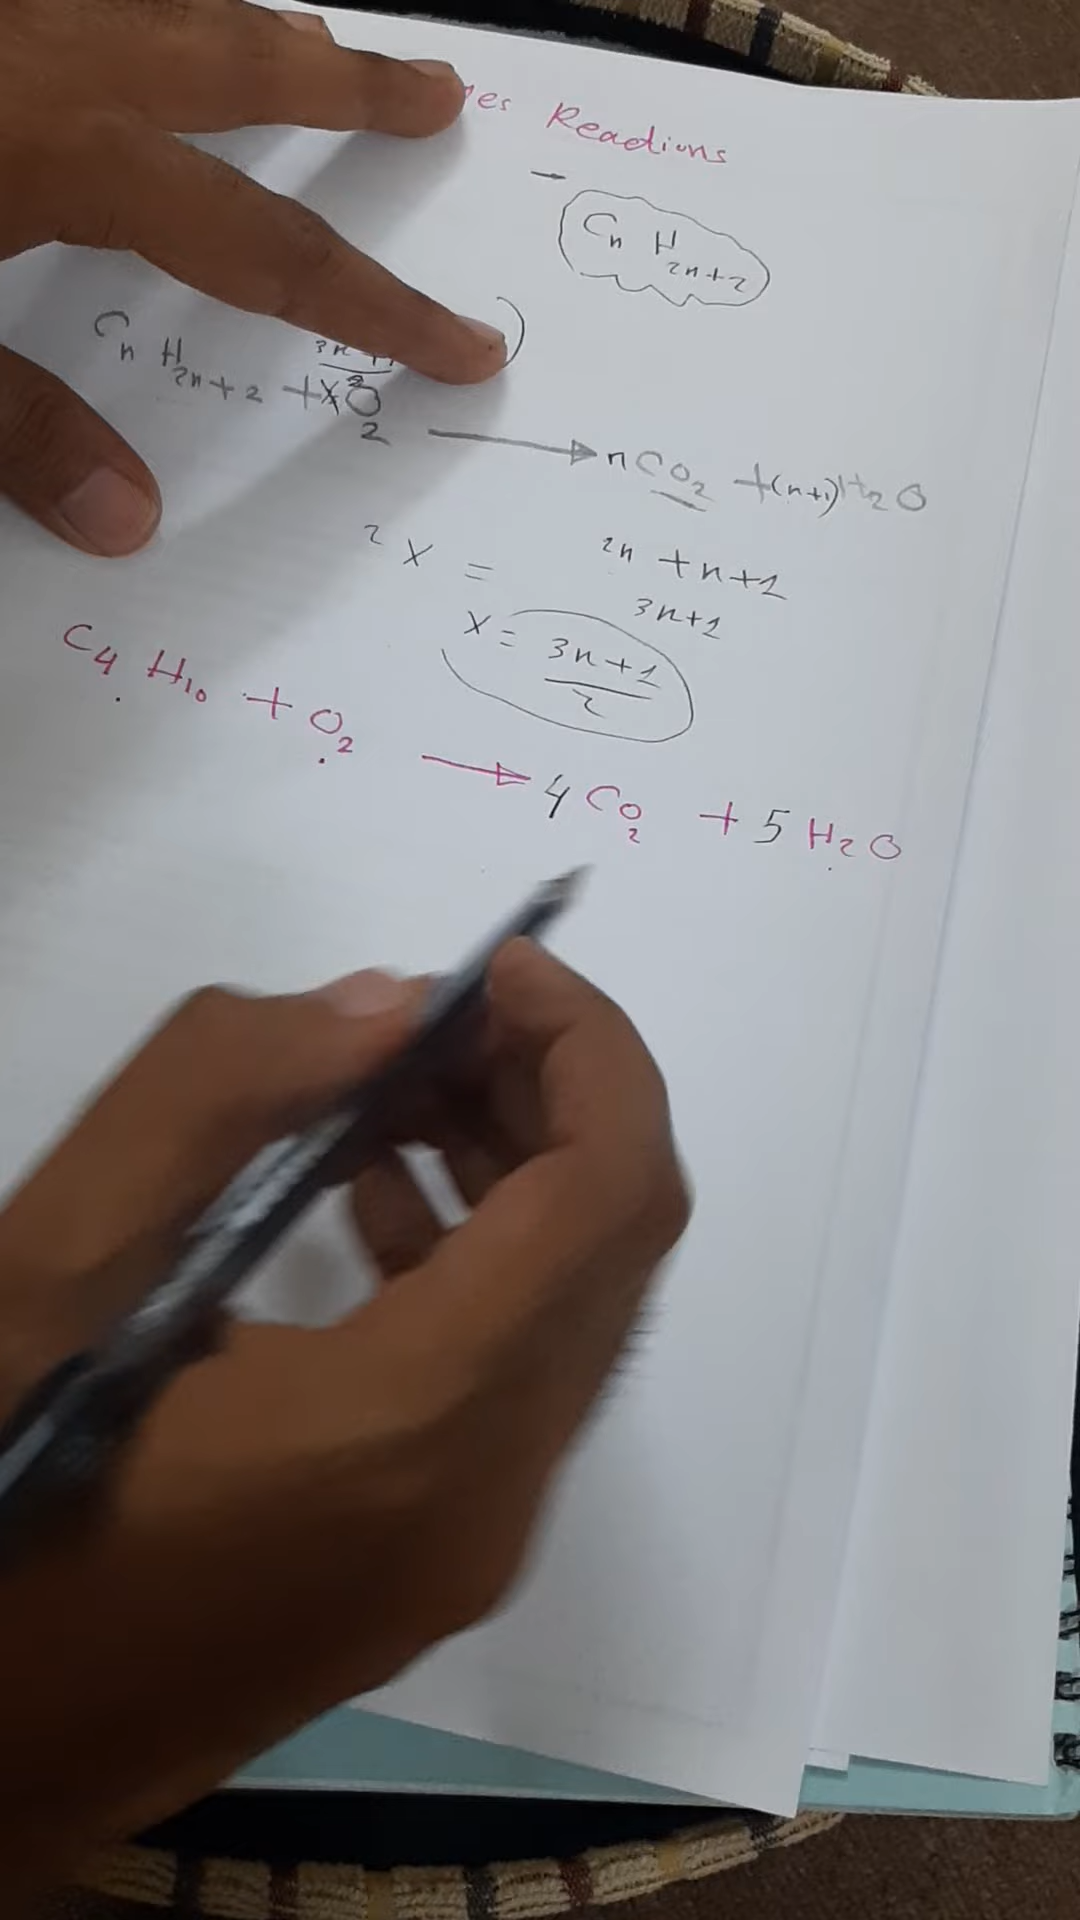 Reactions
CnH2n+2
CnH2n+2 + x O2 → nCO2 + (n+1)H2O
2x = 2n + n+1
3n+1
x = 3n+1/2
C4H10 + O2 → 4CO2 + 5H2O